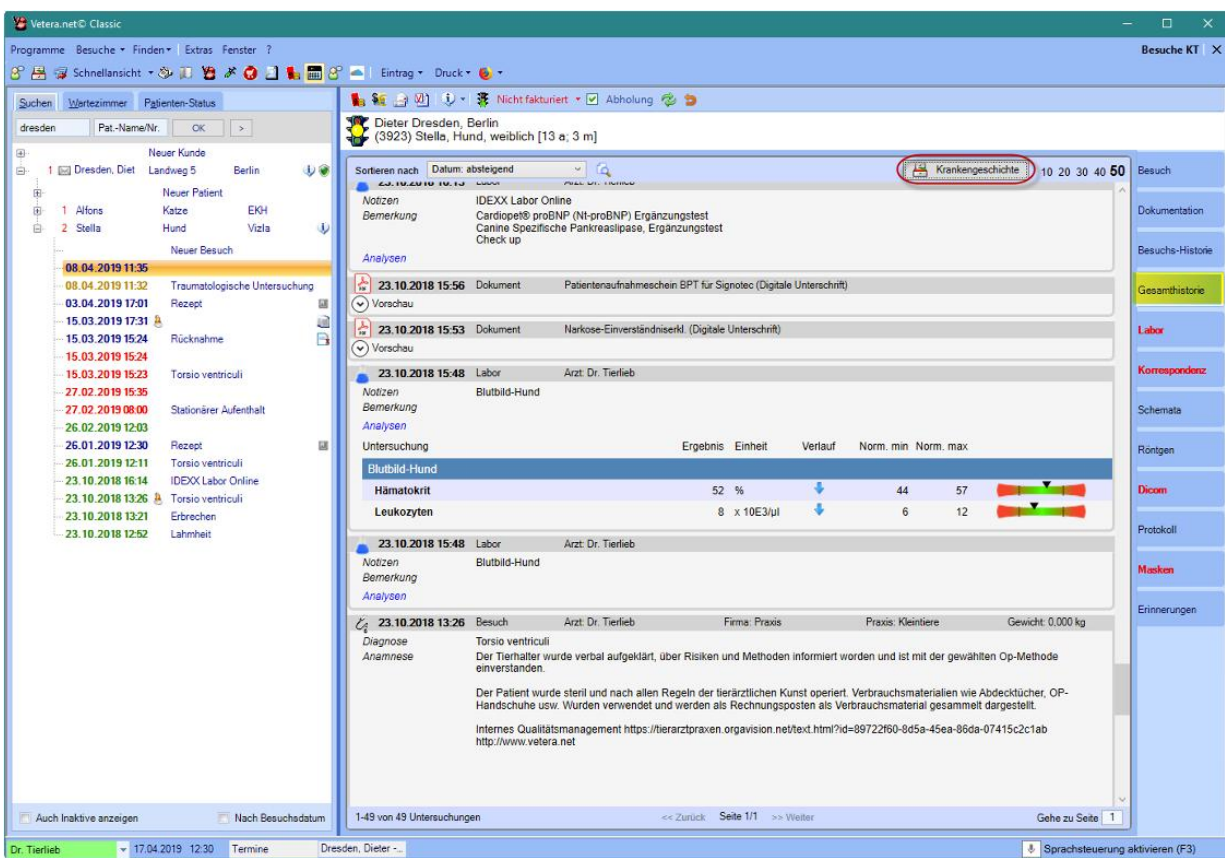 Vetera.net© Classic
Programme Besuche Finden Extras Fenster ?
Besuche KT X
Schnellansicht Eintrag Druck
Suchen Wartezimmer Patienten-Status
dresden Pat.-Name/Nr. OK >
Neuer Kunde
1 Dresden, Diet Landweg 5 Berlin
Neuer Patient
1 Alfons Katze EKH
2 Stella Hund Vizla
Neuer Besuch
08.04.2019 11:35
08.04.2019 11:32 Traumatologische Untersuchung
03.04.2019 17:01 Rezept
15.03.2019 17:31
15.03.2019 15:24 Rücknahme
15.03.2019 15:24
15.03.2019 15:23 Torsio ventriculi
27.02.2019 15:35
27.02.2019 08:00 Stationärer Aufenthalt
26.02.2019 12:03
26.01.2019 12:30 Rezept
26.01.2019 12:11 Torsio ventriculi
23.10.2018 16:14 IDEXX Labor Online
23.10.2018 13:26 Torsio ventriculi
23.10.2018 13:21 Erbrechen
23.10.2018 12:52 Lahmheit
Auch Inaktive anzeigen Nach Besuchsdatum
Nicht fakturiert Abholung
Dieter Dresden, Berlin
(3923) Stella, Hund, weiblich [13 a; 3 m]
Sortieren nach Datum: absteigend Krankengeschichte 10 20 30 40 50
Notizen IDEXX Labor Online
Bemerkung Cardiopet® proBNP (Nt-proBNP) Ergänzungstest
Canine Spezifische Pankreaslipase, Ergänzungstest
Check up
Analysen
23.10.2018 15:56 Dokument Patientenaufnahmeschein BPT für Signotec (Digitale Unterschrift)
Vorschau
23.10.2018 15:53 Dokument Narkose-Einverständniserkl. (Digitale Unterschrift)
Vorschau
23.10.2018 15:48 Labor Arzt: Dr. Tierlieb
Notizen Blutbild-Hund
Bemerkung
Analysen
Untersuchung Ergebnis Einheit Verlauf Norm. min Norm. max
Blutbild-Hund
Hämatokrit 52 % 44 57
Leukozyten 8 x 10E3/µl 6 12
23.10.2018 15:48 Labor Arzt: Dr. Tierlieb
Notizen Blutbild-Hund
Bemerkung
Analysen
23.10.2018 13:26 Besuch Arzt: Dr. Tierlieb Firma: Praxis Praxis: Kleintiere Gewicht: 0,000 kg
Diagnose Torsio ventriculi
Anamnese Der Tierhalter wurde verbal aufgeklärt, über Risiken und Methoden informiert worden und ist mit der gewählten Op-Methode
einverstanden.
Der Patient wurde steril und nach allen Regeln der tierärztlichen Kunst operiert. Verbrauchsmaterialien wie Abdecktücher, OP-
Handschuhe usw. Wurden verwendet und werden als Rechnungsposten als Verbrauchsmaterial gesammelt dargestellt.
Internes Qualitätsmanagement https://tierarztpraxen.orgavision.net/text.html?id=89722f60-8d5a-45ea-86da-07415c2c1ab
http://www.vetera.net
1-49 von 49 Untersuchungen << Zurück Seite 1/1 >> Weiter Gehe zu Seite 1
Besuch
Dokumentation
Besuchs-Historie
Gesamthistorie
Labor
Korrespondenz
Schemata
Röntgen
Dicom
Protokoll
Masken
Erinnerungen
Dr. Tierlieb 17.04.2019 12:30 Termine Dresden, Dieter -... Sprachsteuerung aktivieren (F3)